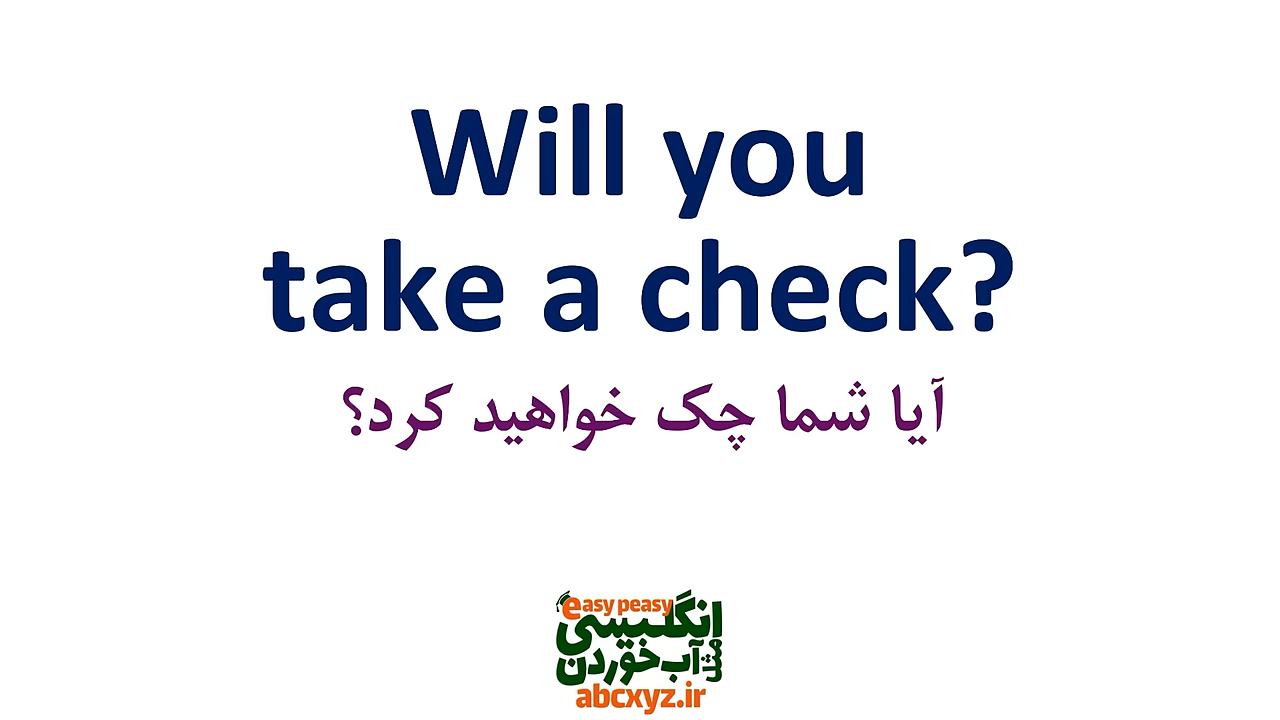 Will you
take a check?
آیا شما چک خواهید کرد؟
easy peasy
انگلیسی
مثل آب خوردن
abcxyz.ir